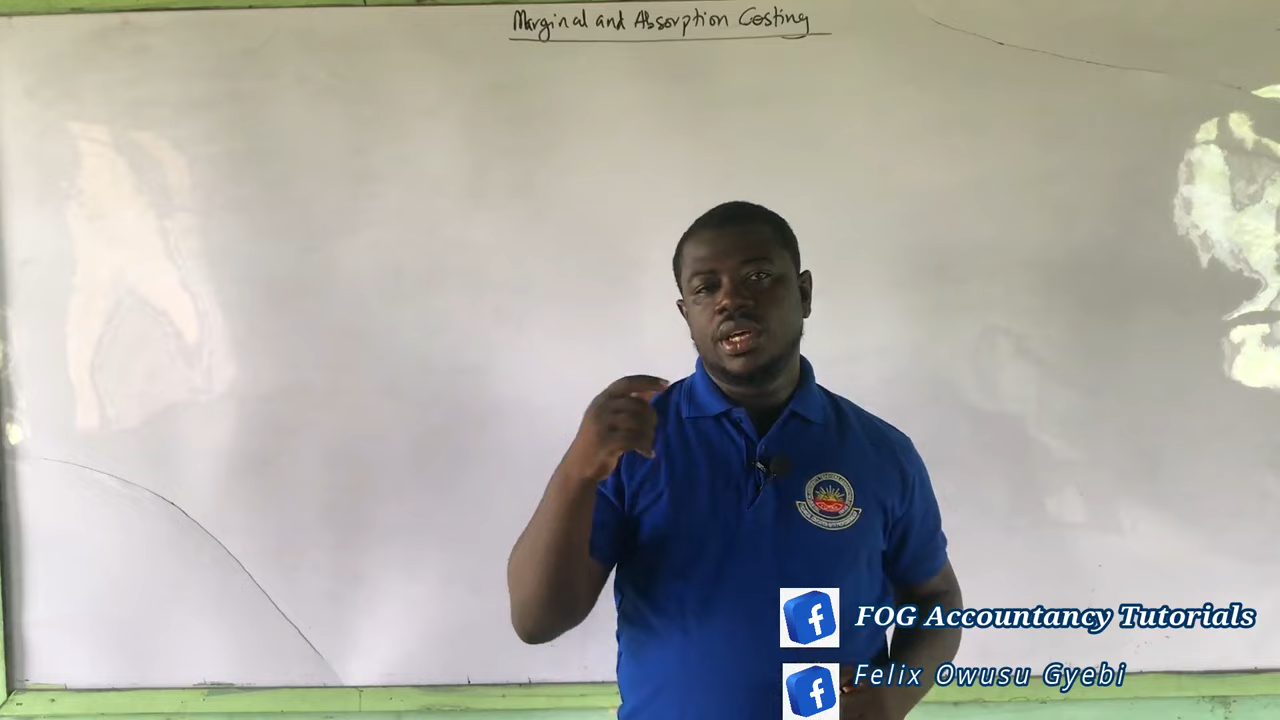 Marginal and Absorption Costing
FOG Accountancy Tutorials
Felix Owusu Gyebi